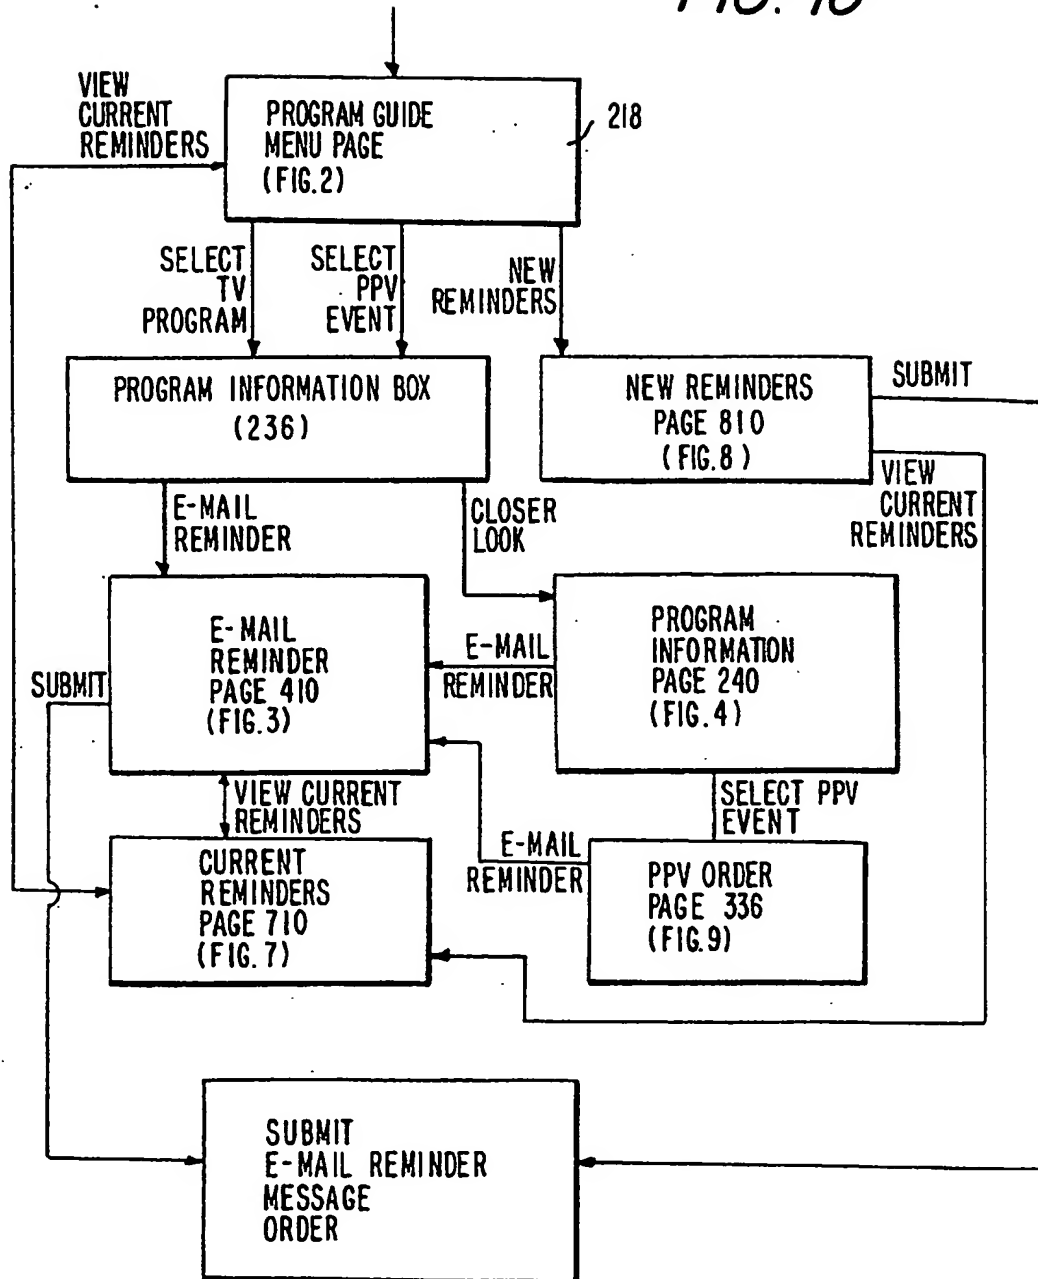 FIG. 10
VIEW
CURRENT
REMINDERS
PROGRAM GUIDE
MENU PAGE
(FIG.2)
218
SELECT
TV
PROGRAM
SELECT
PPV
EVENT
NEW
REMINDERS
PROGRAM INFORMATION BOX
(236)
NEW REMINDERS
PAGE 810
(FIG.8)
SUBMIT
VIEW
CURRENT
REMINDERS
E-MAIL
REMINDER
CLOSER
LOOK
E-MAIL
REMINDER
PAGE 410
(FIG.3)
E-MAIL
REMINDER
PROGRAM
INFORMATION
PAGE 240
(FIG.4)
SUBMIT
VIEW CURRENT
REMINDERS
SELECT PPV
EVENT
CURRENT
REMINDERS
PAGE 710
(FIG.7)
E-MAIL
REMINDER
PPV ORDER
PAGE 336
(FIG.9)
SUBMIT
E-MAIL REMINDER
MESSAGE
ORDER